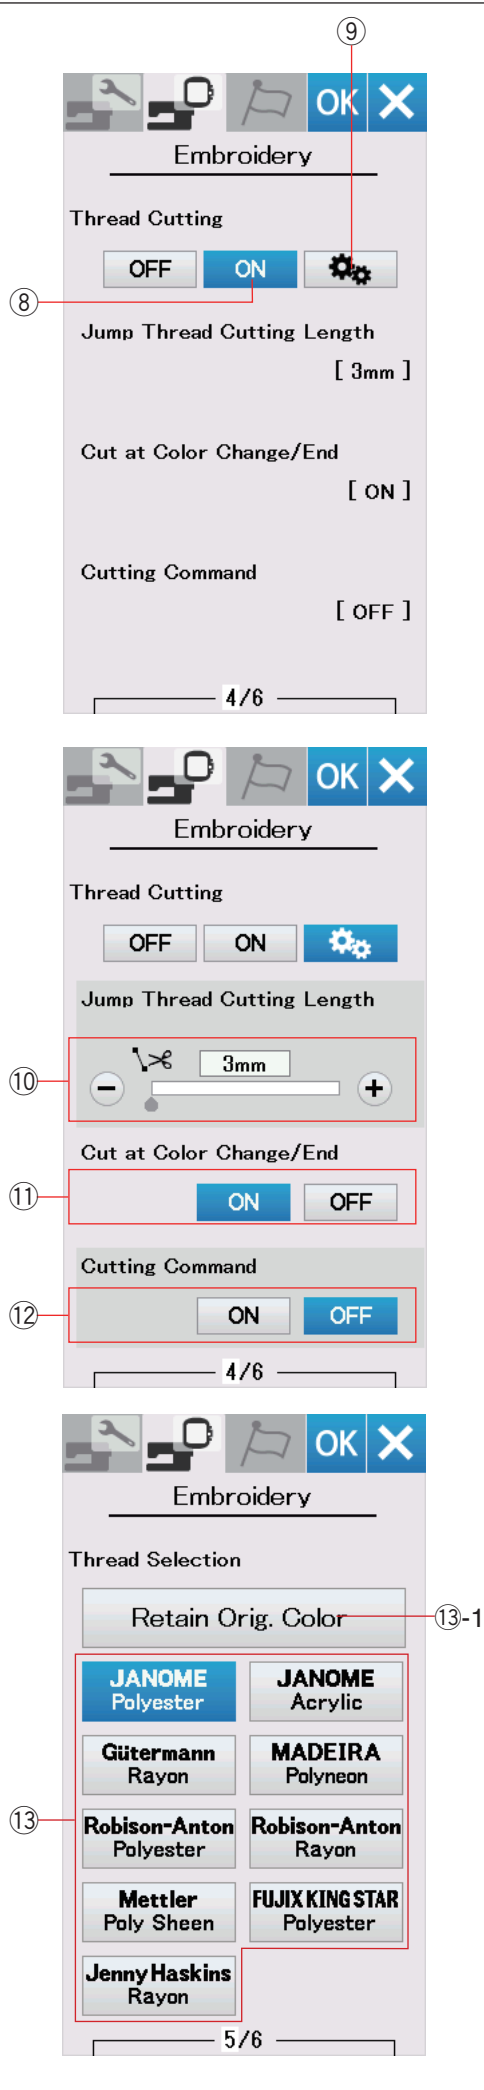 ⑨
OK
Embroidery
Thread Cutting
OFF ON
⑧
Jump Thread Cutting Length
[ 3mm ]
Cut at Color Change/End
[ ON ]
Cutting Command
[ OFF ]
4/6
OK
Embroidery
Thread Cutting
OFF ON
Jump Thread Cutting Length
3mm
⑩ − +
Cut at Color Change/End
⑪ ON OFF
Cutting Command
⑫ ON OFF
4/6
OK
Embroidery
Thread Selection
Retain Orig. Color ⑬-1
JANOME JANOME
Polyester Acrylic
Gütermann MADEIRA
Rayon Polyneon
⑬ Robison-Anton Robison-Anton
Polyester Rayon
Mettler FUJIX KING STAR
Poly Sheen Polyester
Jenny Haskins
Rayon
5/6